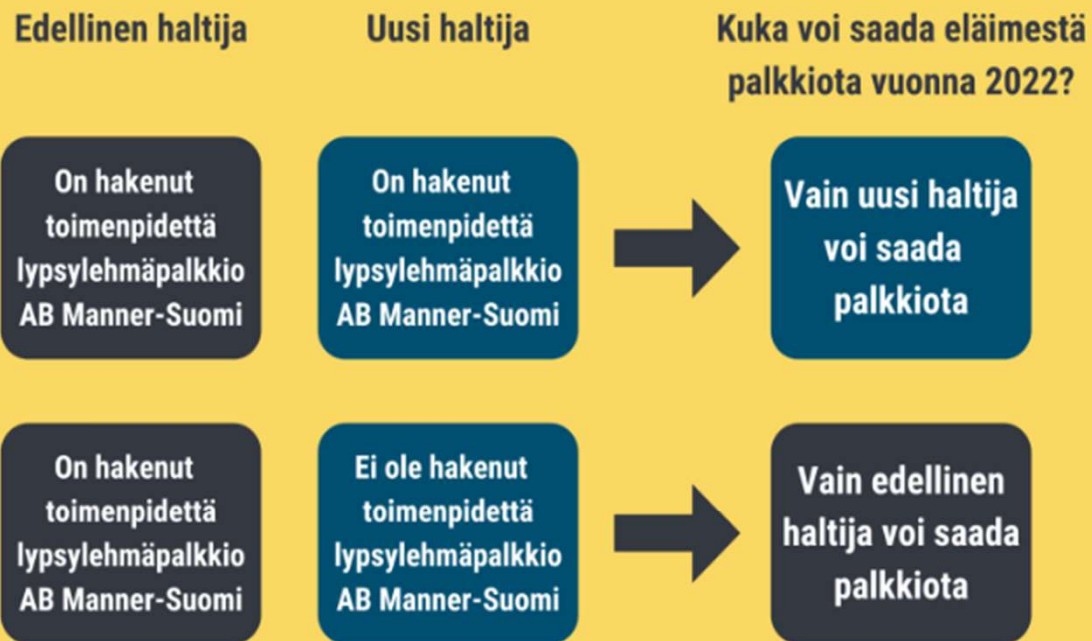 Edellinen haltija
Uusi haltija
Kuka voi saada eläimestä
palkkiota vuonna 2022?
On hakenut
toimenpidettä
lypsylehmäpalkkio
AB Manner-Suomi
On hakenut
toimenpidettä
lypsylehmäpalkkio
AB Manner-Suomi
Vain uusi haltija
voi saada
palkkiota
On hakenut
toimenpidettä
lypsylehmäpalkkio
AB Manner-Suomi
Ei ole hakenut
toimenpidettä
lypsylehmäpalkkio
AB Manner-Suomi
Vain edellinen
haltija voi saada
palkkiota